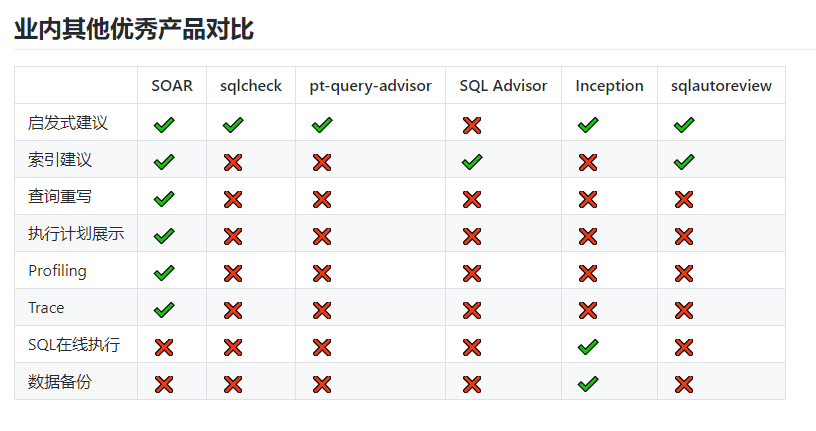 业内其他优秀产品对比
SOAR sqlcheck pt-query-advisor SQL Advisor Inception sqlautoreview
启发式建议 ✔ ✔ ✔ ❌ ✔ ✔
索引建议 ✔ ❌ ❌ ✔ ❌ ✔
查询重写 ✔ ❌ ❌ ❌ ❌ ❌
执行计划展示 ✔ ❌ ❌ ❌ ❌ ❌
Profiling ✔ ❌ ❌ ❌ ❌ ❌
Trace ✔ ❌ ❌ ❌ ❌ ❌
SQL在线执行 ❌ ❌ ❌ ❌ ✔ ❌
数据备份 ❌ ❌ ❌ ❌ ✔ ❌